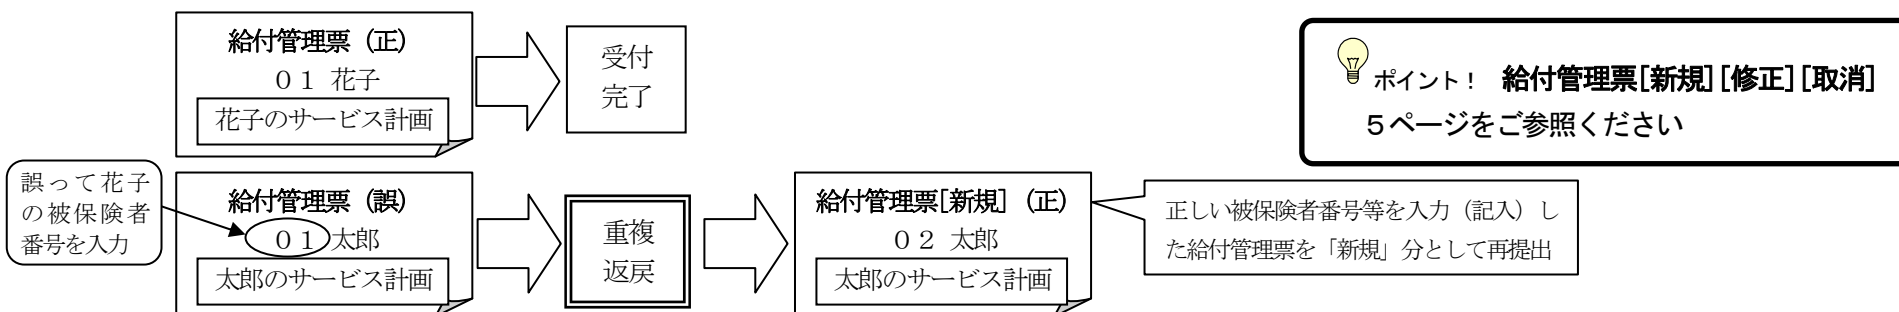 給付管理票（正）
０１ 花子
花子のサービス計画
受付
完了
ポイント！ 給付管理票[新規][修正][取消]
５ページをご参照ください
誤って花子
の被保険者
番号を入力
給付管理票（誤）
０１ 太郎
太郎のサービス計画
重複
返戻
給付管理票[新規]（正）
０２ 太郎
太郎のサービス計画
正しい被保険者番号等を入力（記入）し
た給付管理票を「新規」分として再提出